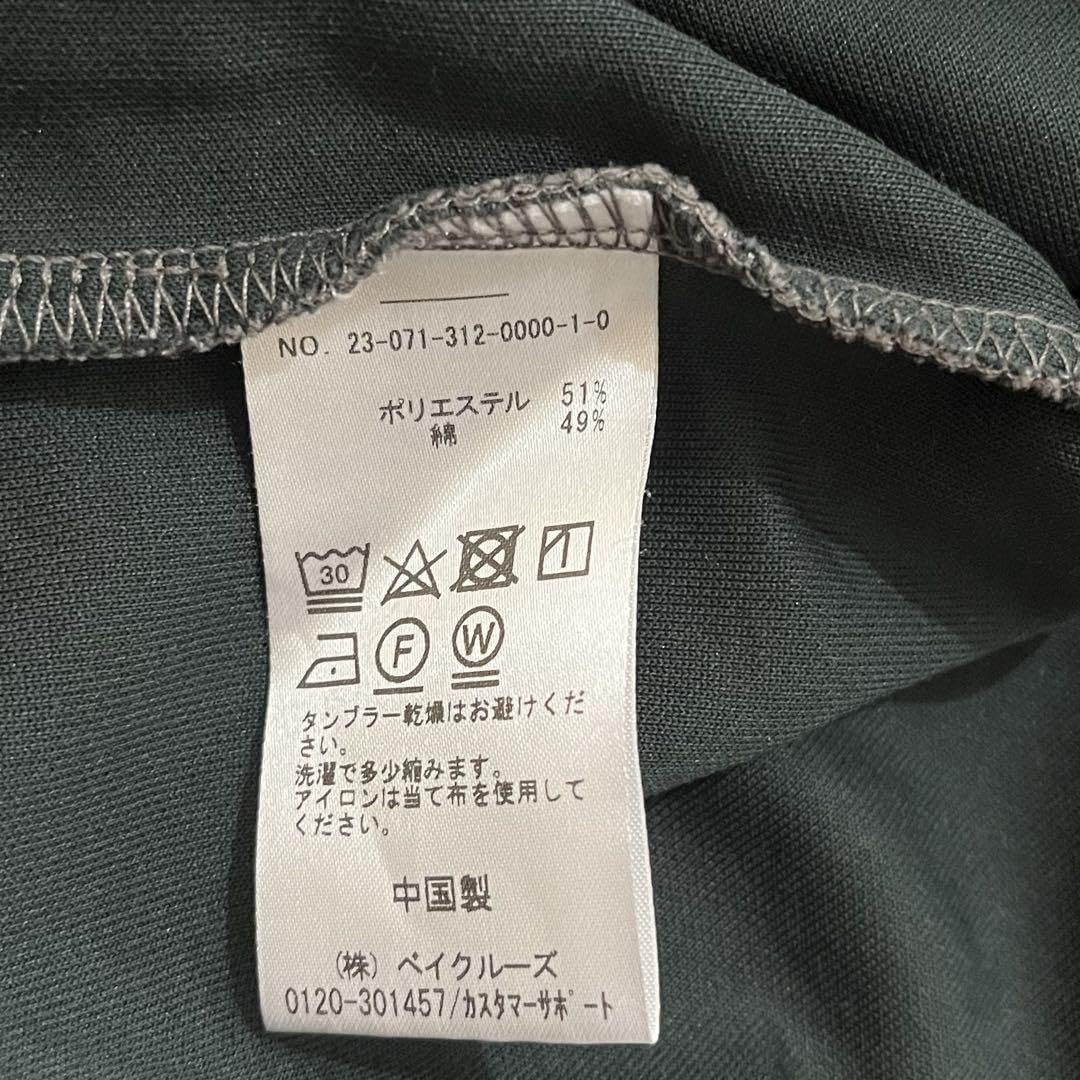 NO. 23-071-312-0000-1-0
ポリエステル 51%
綿 49%
30
F W
タンブラー乾燥はお避けくだ
さい。
洗濯で多少縮みます。
アイロンは当て布を使用して
ください。
中国製
(株) ベイクルーズ
0120-301457/カスタマーサポート